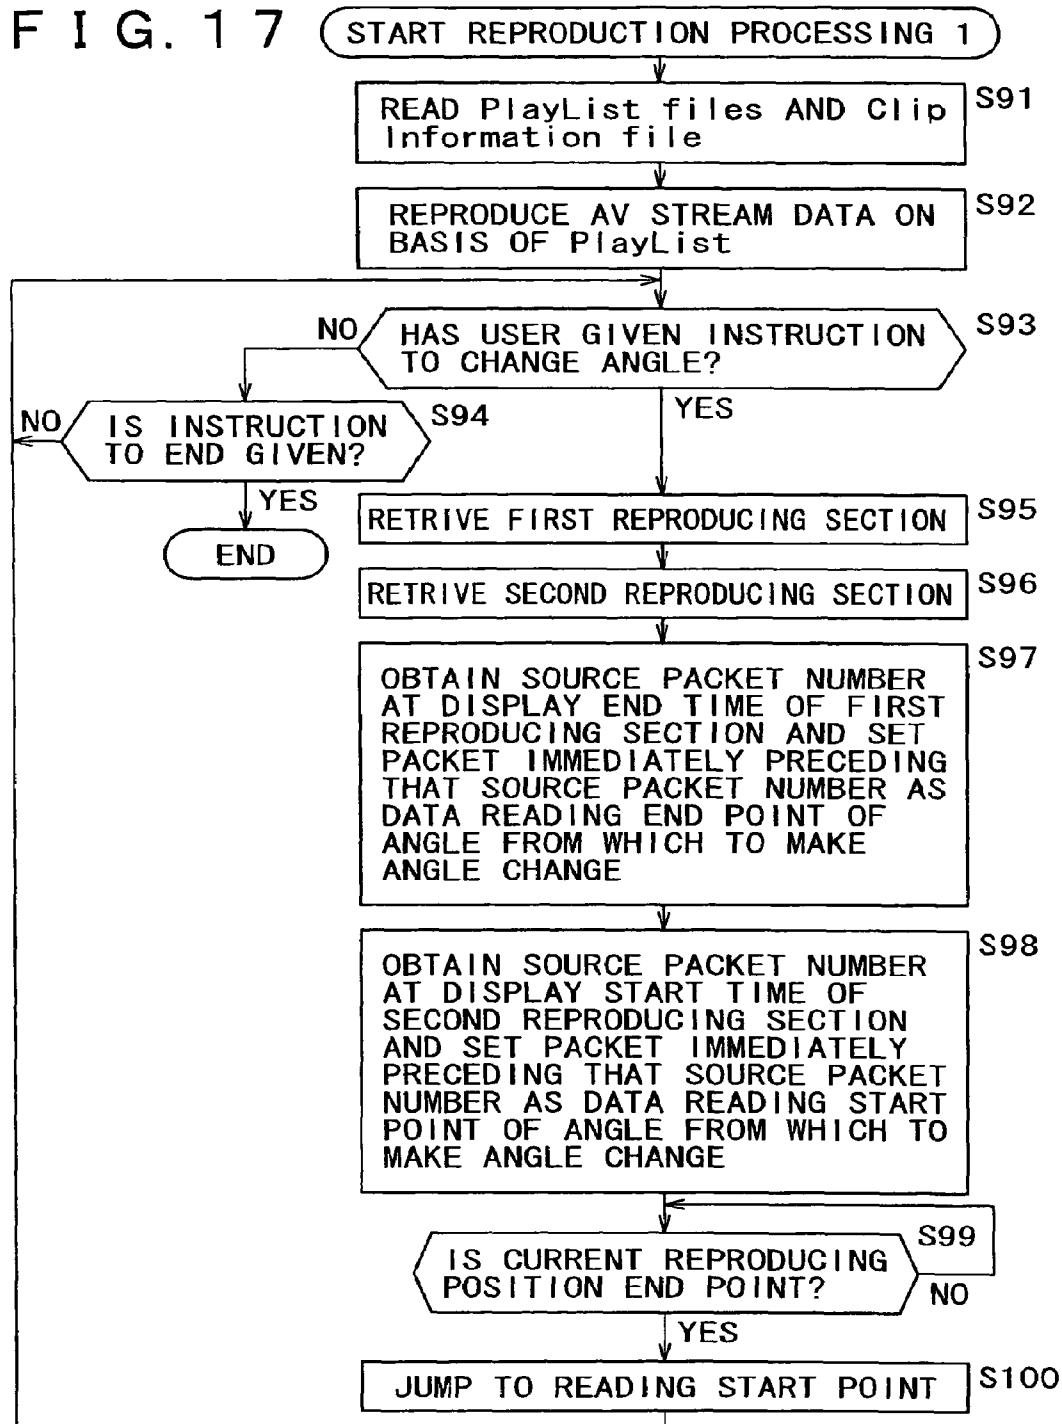 FIG. 17
START REPRODUCTION PROCESSING 1
S91
READ PlayList files AND Clip
Information file
S92
REPRODUCE AV STREAM DATA ON
BASIS OF PlayList
S93
HAS USER GIVEN INSTRUCTION
TO CHANGE ANGLE?
NO
YES
S94
IS INSTRUCTION
TO END GIVEN?
NO
YES
END
S95
RETRIVE FIRST REPRODUCING SECTION
S96
RETRIVE SECOND REPRODUCING SECTION
S97
OBTAIN SOURCE PACKET NUMBER
AT DISPLAY END TIME OF FIRST
REPRODUCING SECTION AND SET
PACKET IMMEDIATELY PRECEDING
THAT SOURCE PACKET NUMBER AS
DATA READING END POINT OF
ANGLE FROM WHICH TO MAKE
ANGLE CHANGE
S98
OBTAIN SOURCE PACKET NUMBER
AT DISPLAY START TIME OF
SECOND REPRODUCING SECTION
AND SET PACKET IMMEDIATELY
PRECEDING THAT SOURCE PACKET
NUMBER AS DATA READING START
POINT OF ANGLE FROM WHICH TO
MAKE ANGLE CHANGE
S99
IS CURRENT REPRODUCING
POSITION END POINT?
NO
YES
S100
JUMP TO READING START POINT